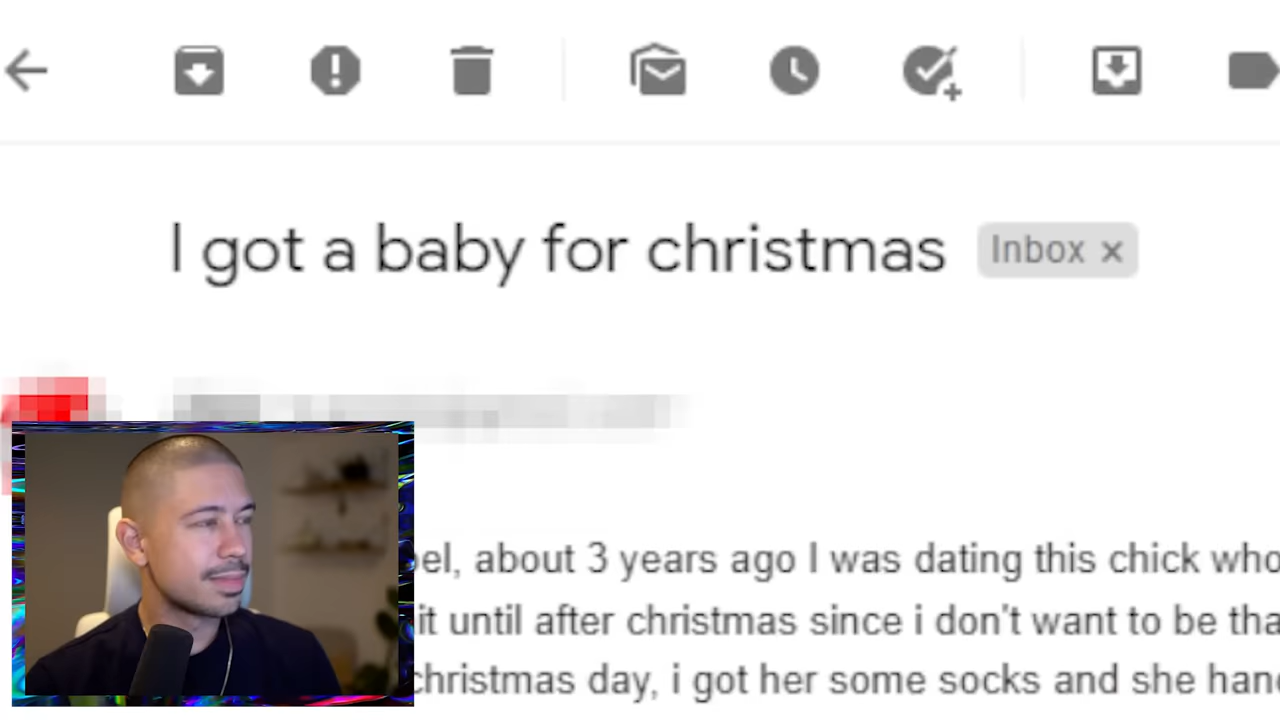 I got a baby for christmas
Inbox ×
el, about 3 years ago I was dating this chick who
it until after christmas since i don't want to be tha
christmas day, i got her some socks and she hand